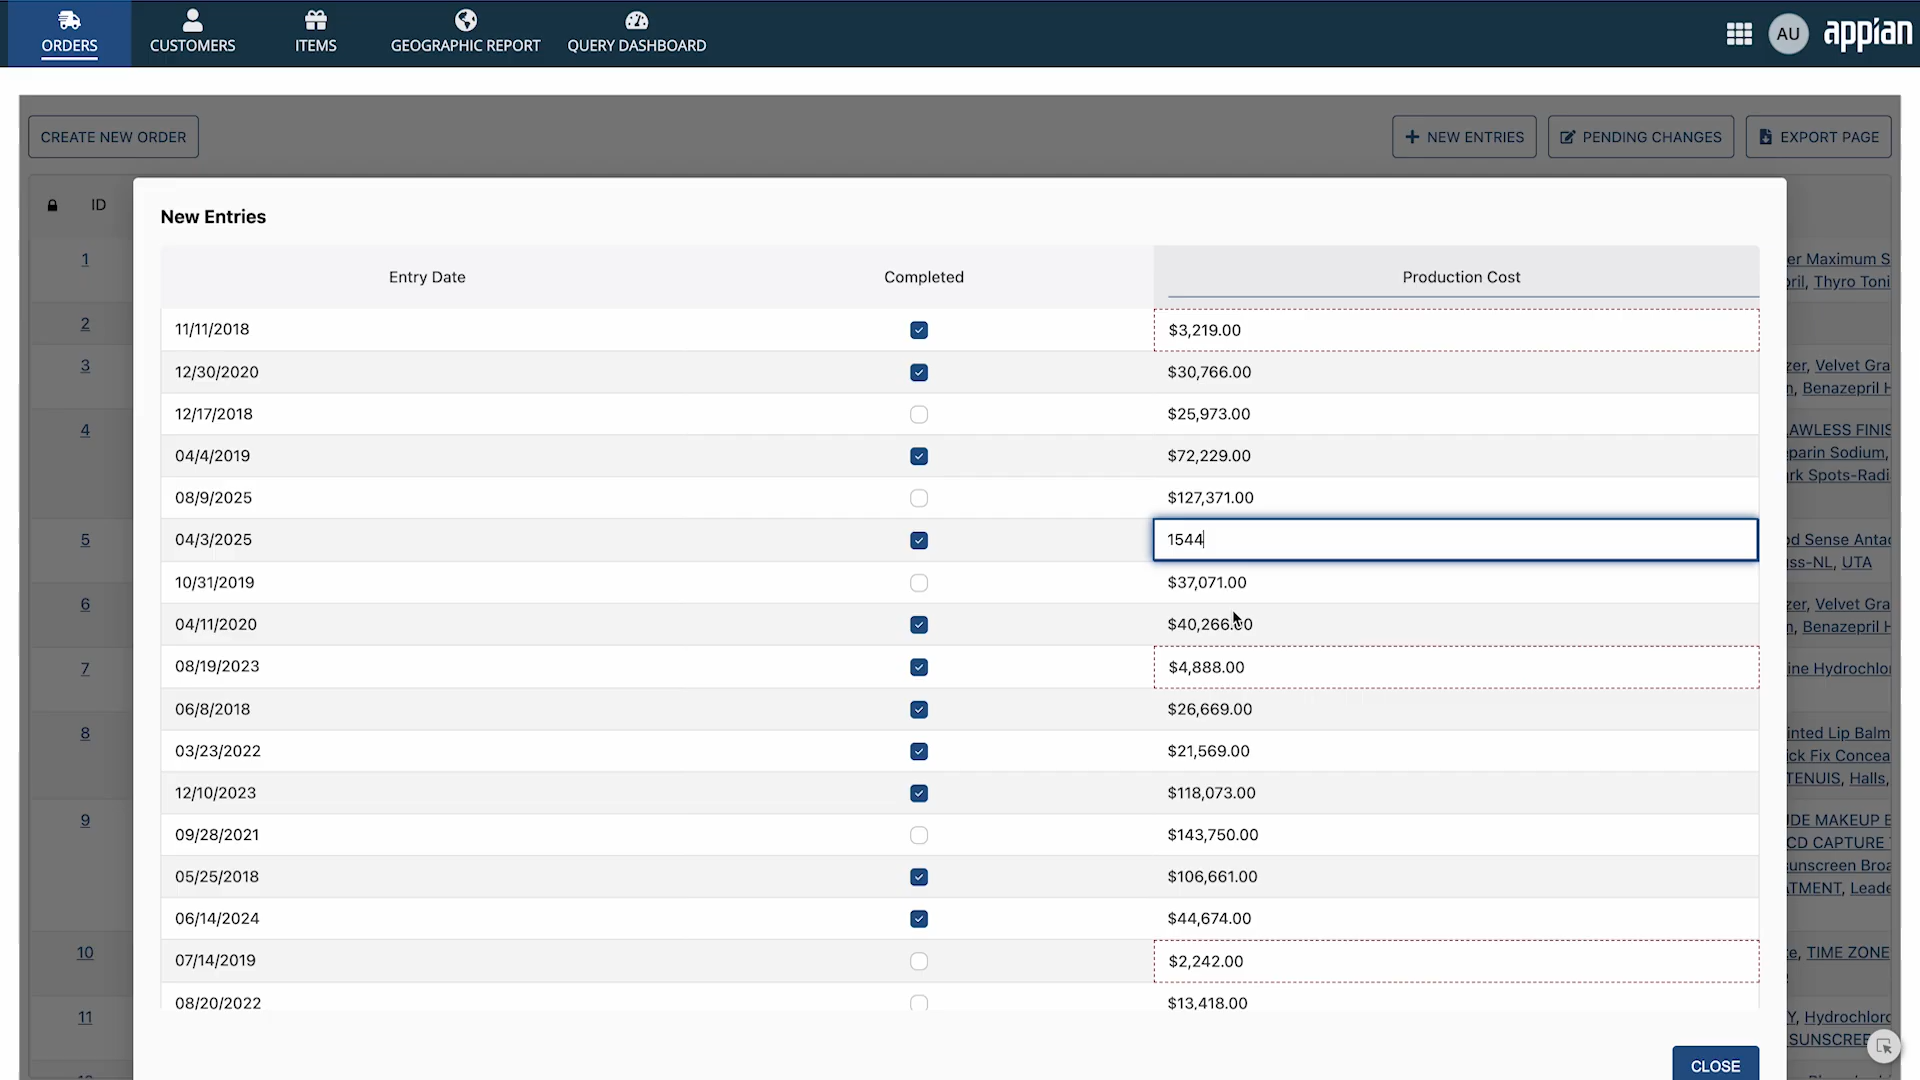 ORDERS CUSTOMERS ITEMS GEOGRAPHIC REPORT QUERY DASHBOARD AU appian
CREATE NEW ORDER NEW ENTRIES PENDING CHANGES EXPORT PAGE
ID
New Entries
Entry Date Completed Production Cost
1 er Maximum S
ril, Thyro Toni
11/11/2018 $3,219.00
2
12/30/2020 $30,766.00
3 zer, Velvet Gra
n, Benazepril H
12/17/2018 $25,973.00
4 AWLESS FINIS
parin Sodium,
rk Spots-Radi
04/4/2019 $72,229.00
08/9/2025 $127,371.00
5 od Sense Antac
ss-NL, UTA
04/3/2025 1544
10/31/2019 $37,071.00
6 zer, Velvet Gra
n, Benazepril H
04/11/2020 $40,266.00
7 ine Hydrochlor
08/19/2023 $4,888.00
06/8/2018 $26,669.00
8 inted Lip Balm
ick Fix Concea
TENUIS, Halls,
03/23/2022 $21,569.00
12/10/2023 $118,073.00
9 DE MAKEUP E
CD CAPTURE
sunscreen Broa
TMENT, Leade
09/28/2021 $143,750.00
05/25/2018 $106,661.00
06/14/2024 $44,674.00
10 e, TIME ZONE
07/14/2019 $2,242.00
08/20/2022 $13,418.00
11 Y, Hydrochlorc
SUNSCREE
CLOSE